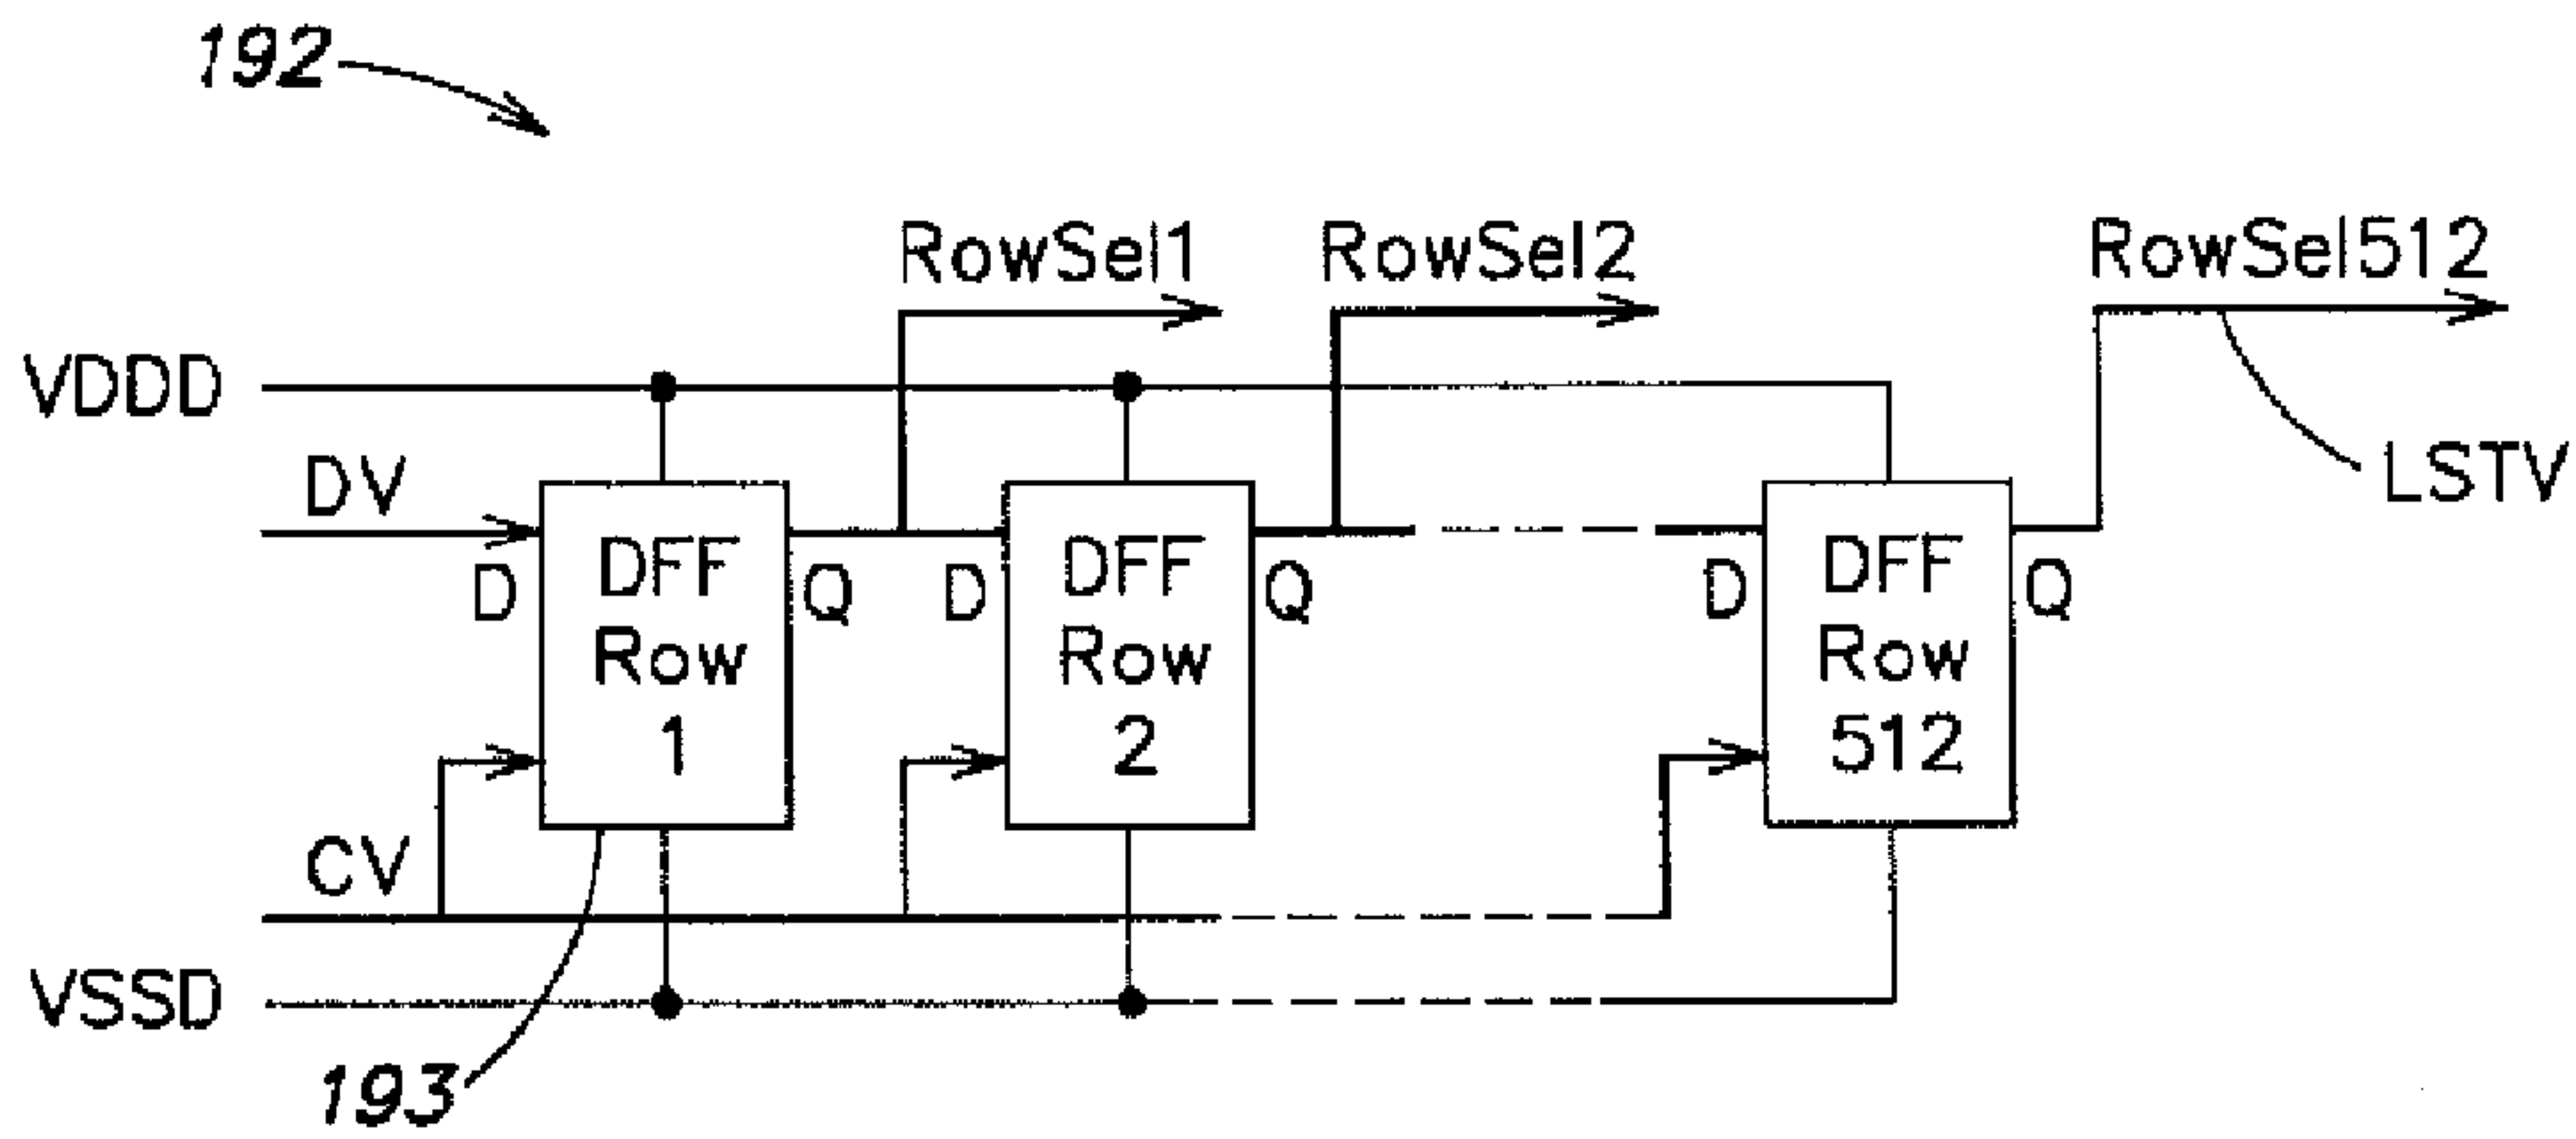 192
RowSel1
RowSel2
RowSel512
VDDD
DV
LSTV
D
DFF
Row
1
Q
D
DFF
Row
2
Q
D
DFF
Row
512
Q
CV
VSSD
193